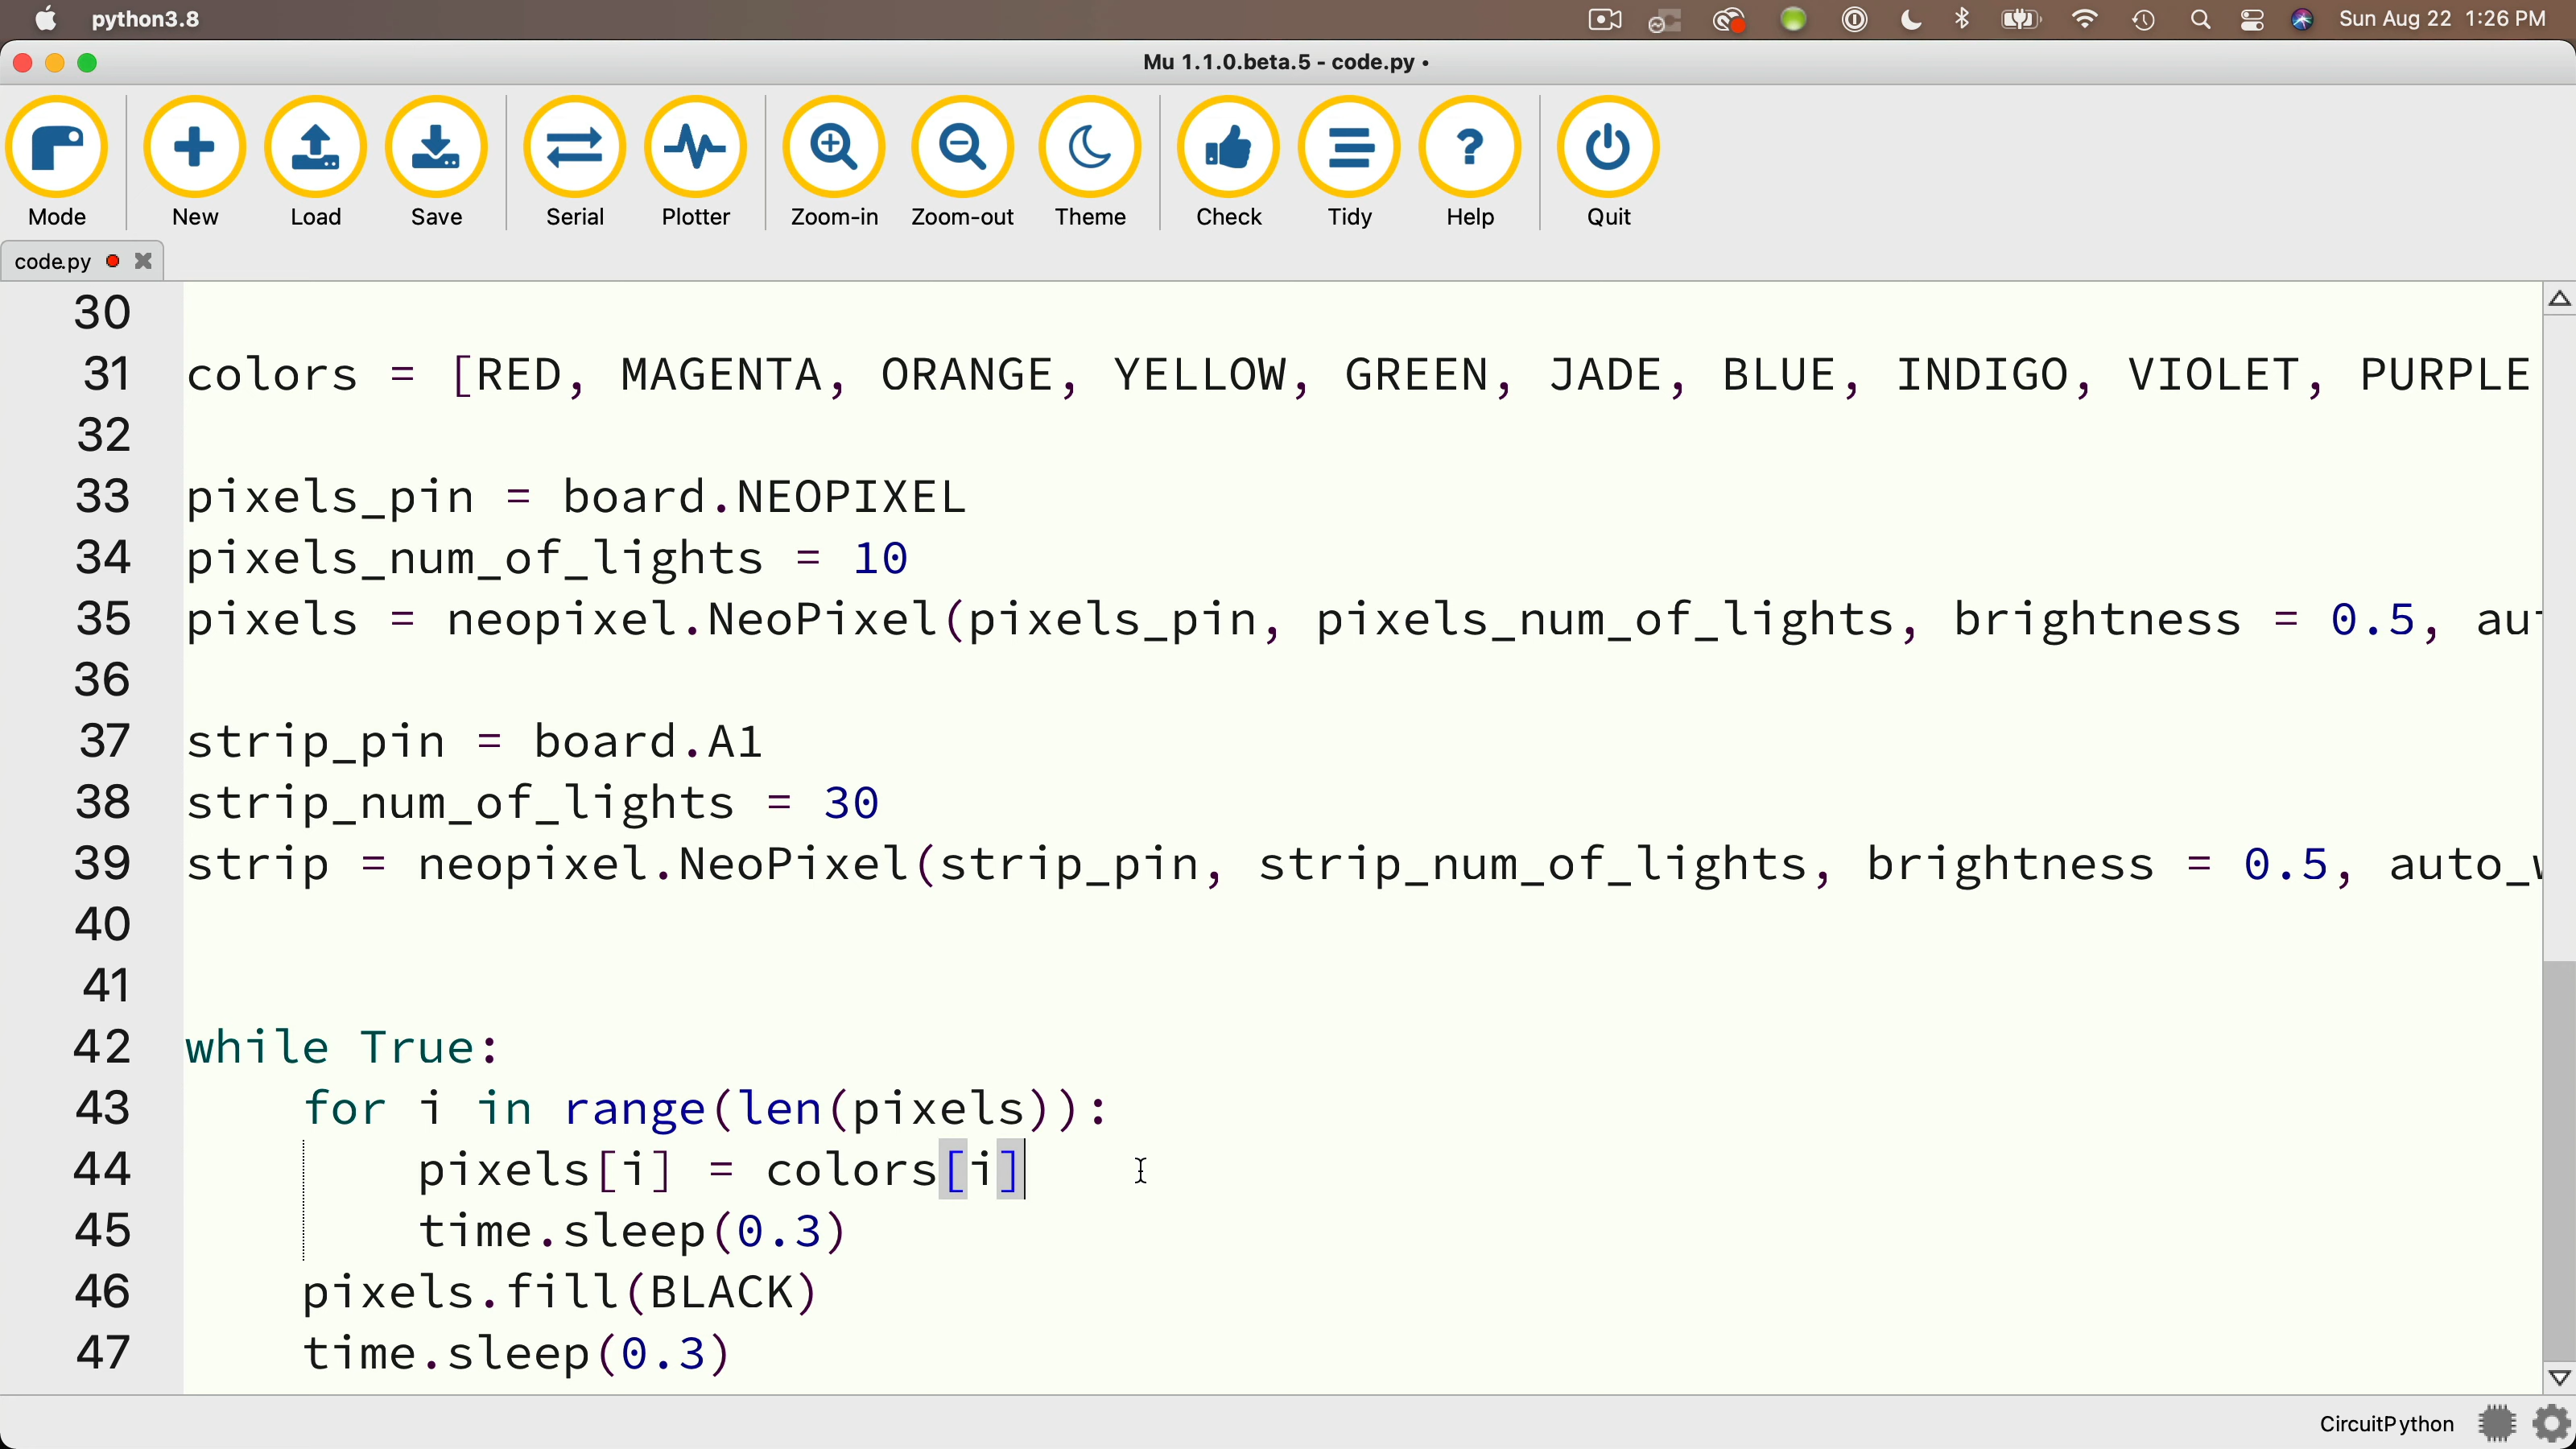 python3.8
Sun Aug 22 1:26 PM
Mu 1.1.0.beta.5 - code.py •
Mode New Load Save Serial Plotter Zoom-in Zoom-out Theme Check Tidy Help Quit
code.py
30
31 colors = [RED, MAGENTA, ORANGE, YELLOW, GREEN, JADE, BLUE, INDIGO, VIOLET, PURPLE
32
33 pixels_pin = board.NEOPIXEL
34 pixels_num_of_lights = 10
35 pixels = neopixel.NeoPixel(pixels_pin, pixels_num_of_lights, brightness = 0.5, au
36
37 strip_pin = board.A1
38 strip_num_of_lights = 30
39 strip = neopixel.NeoPixel(strip_pin, strip_num_of_lights, brightness = 0.5, auto_
40
41
42 while True:
43 for i in range(len(pixels)):
44 pixels[i] = colors[i]
45 time.sleep(0.3)
46 pixels.fill(BLACK)
47 time.sleep(0.3)
CircuitPython